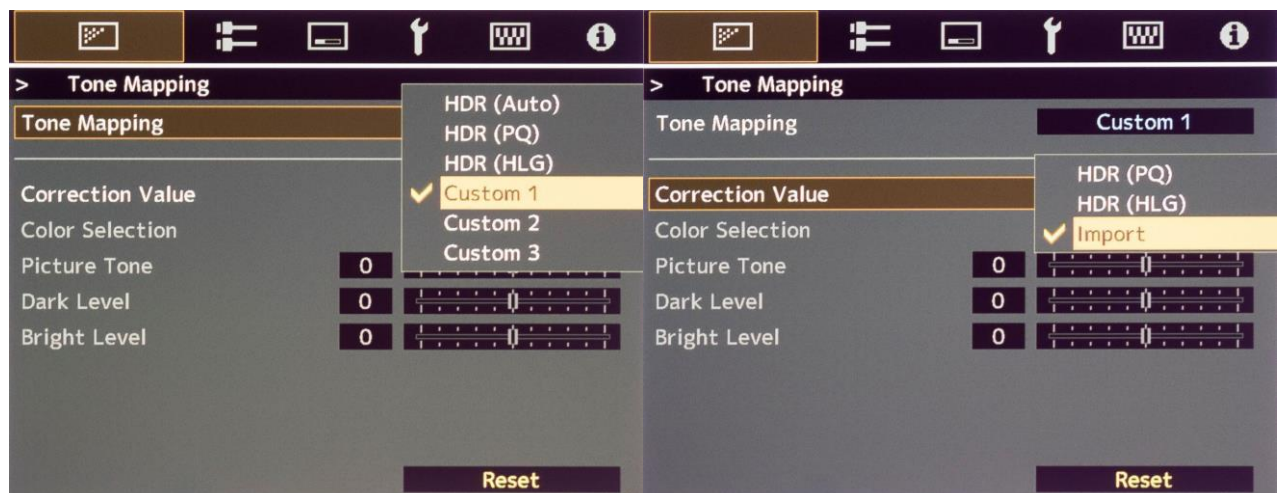 > Tone Mapping
Tone Mapping
HDR (Auto)
HDR (PQ)
HDR (HLG)
Custom 1
Custom 2
Custom 3
Correction Value
Color Selection
Picture Tone 0
Dark Level 0
Bright Level 0
Reset
> Tone Mapping
Tone Mapping Custom 1
Correction Value
HDR (PQ)
HDR (HLG)
Import
Color Selection
Picture Tone 0
Dark Level 0
Bright Level 0
Reset